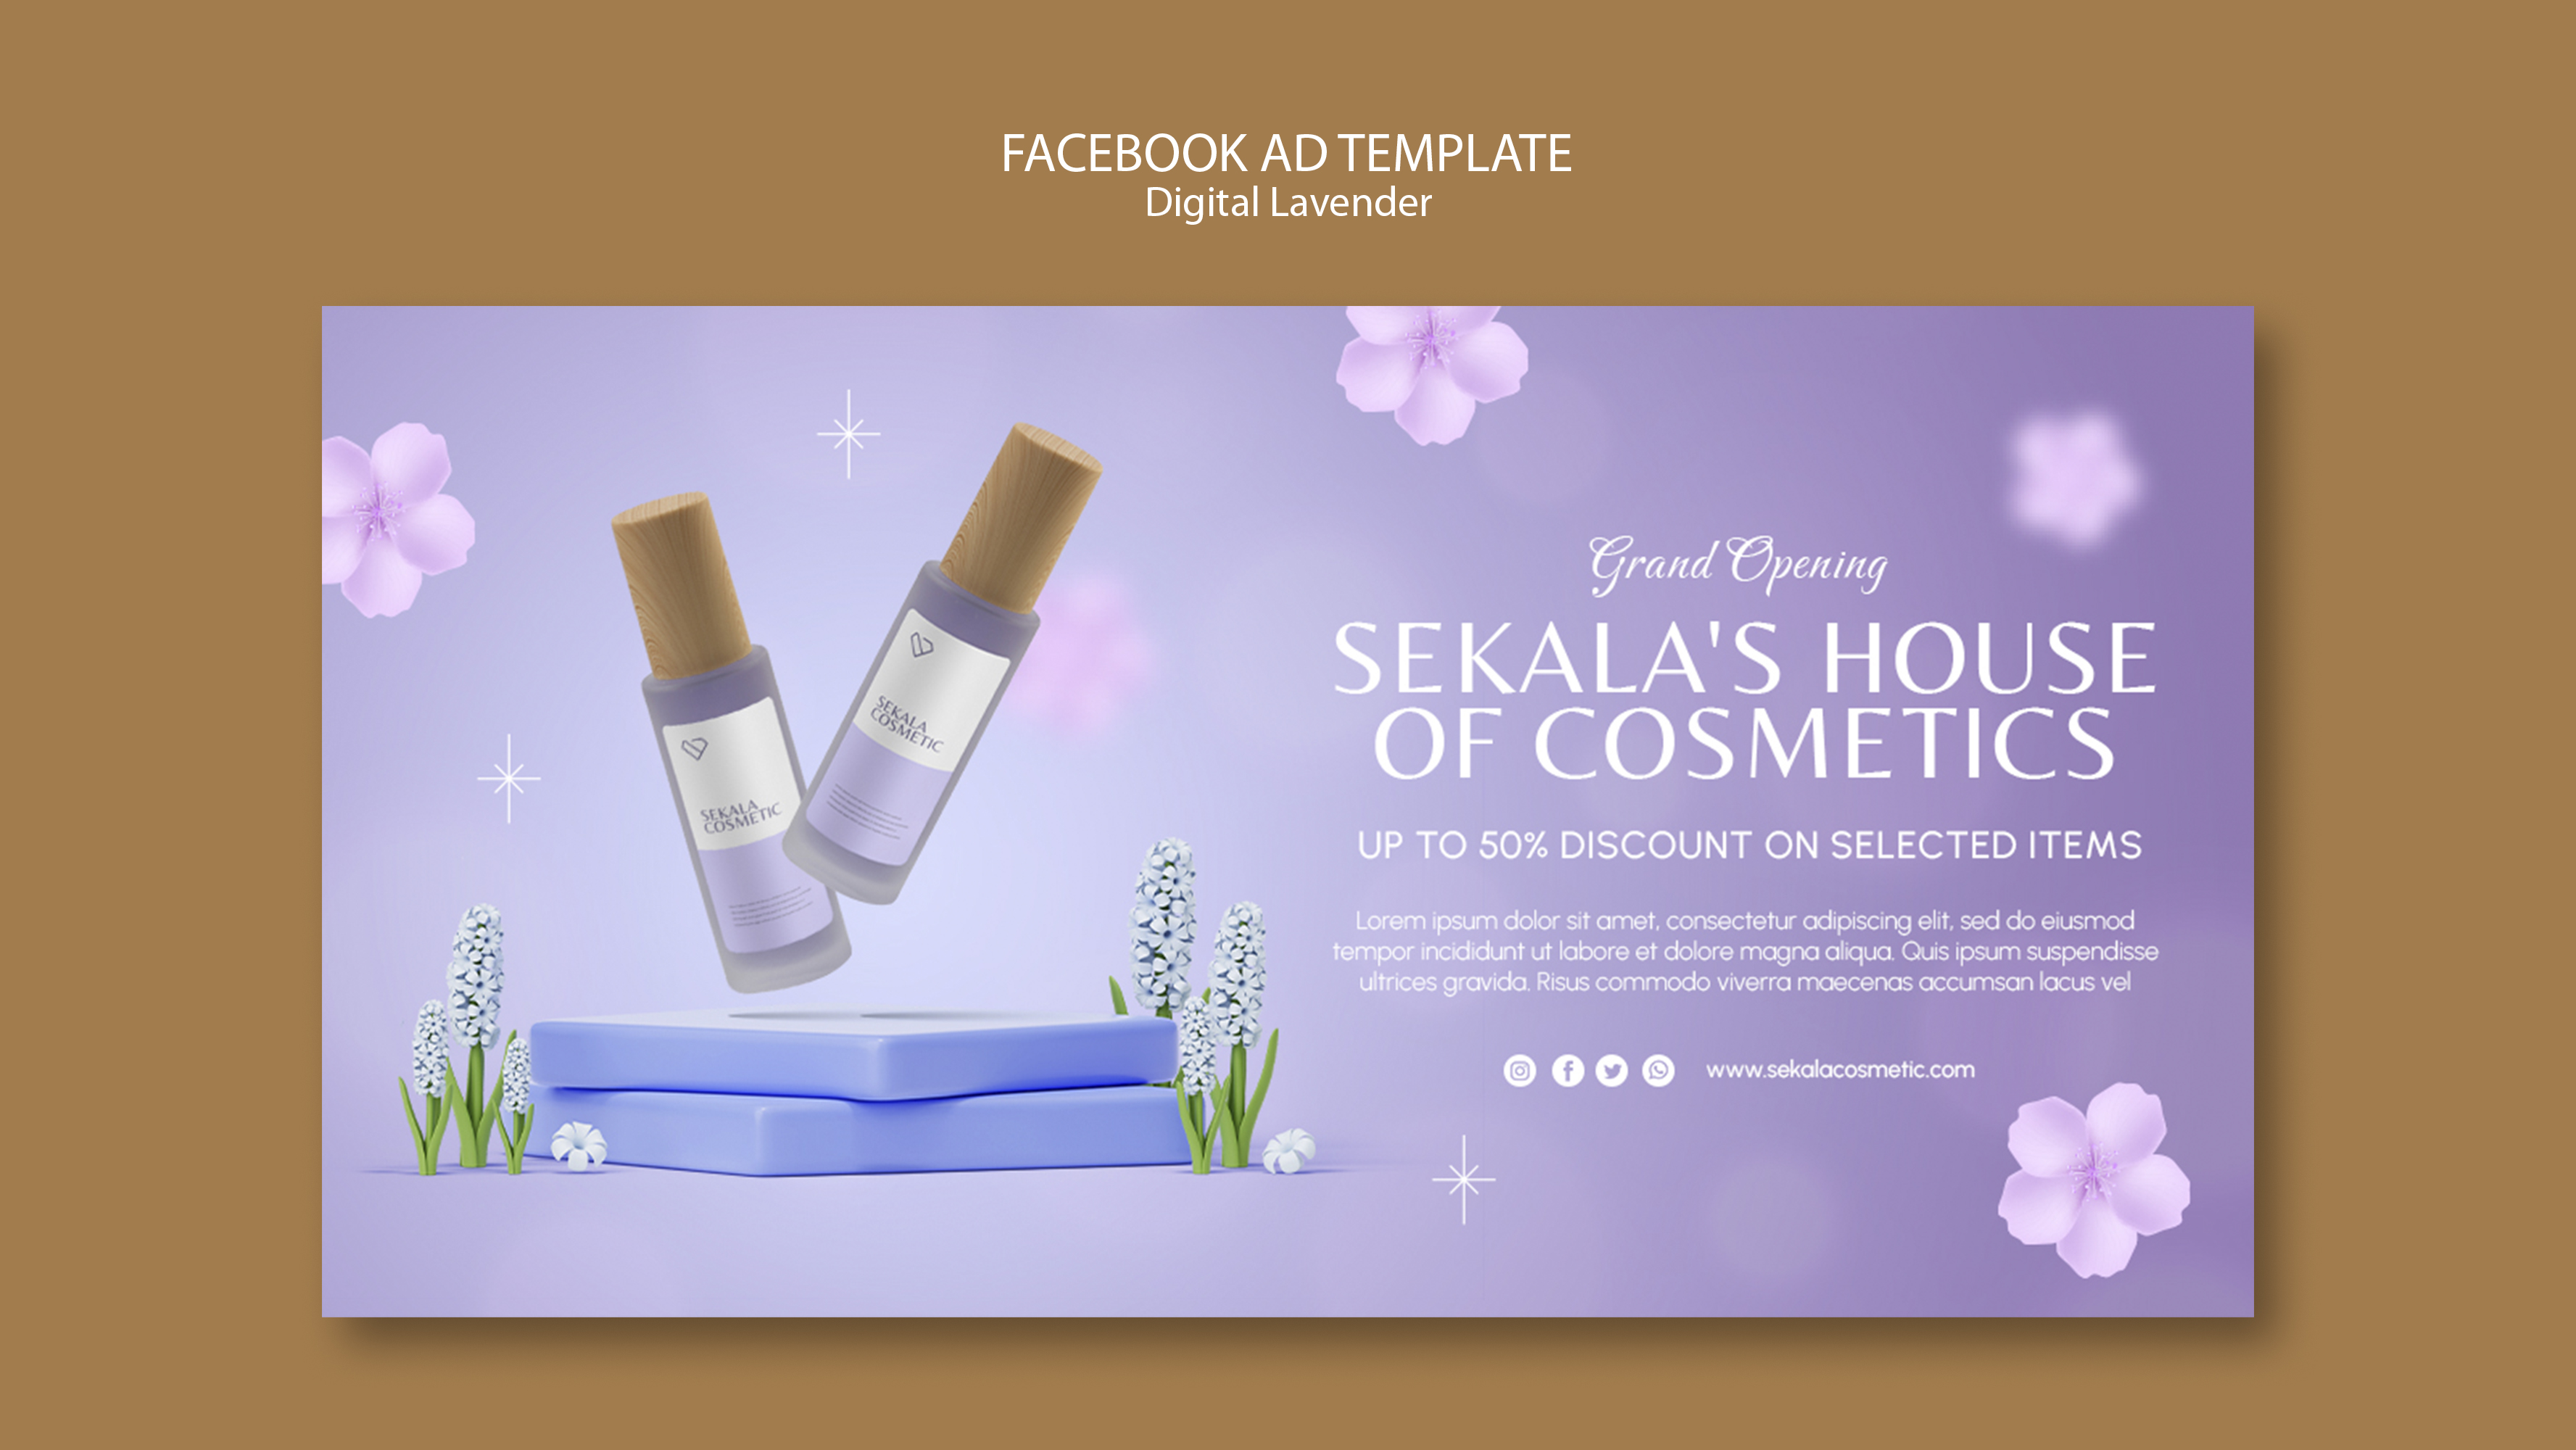 FACEBOOK AD TEMPLATE
Digital Lavender
Grand Opening
SEKALA'S HOUSE
OF COSMETICS
UP TO 50% DISCOUNT ON SELECTED ITEMS
Lorem ipsum dolor sit amet, consectetur adipiscing elit, sed do eiusmod
tempor incididunt ut labore et dolore magna aliqua. Quis ipsum suspendisse
ultrices gravida. Risus commodo viverra maecenas accumsan lacus vel
www.sekalacosmetic.com
SEKALA
COSMETIC
SEKALA
COSMETIC